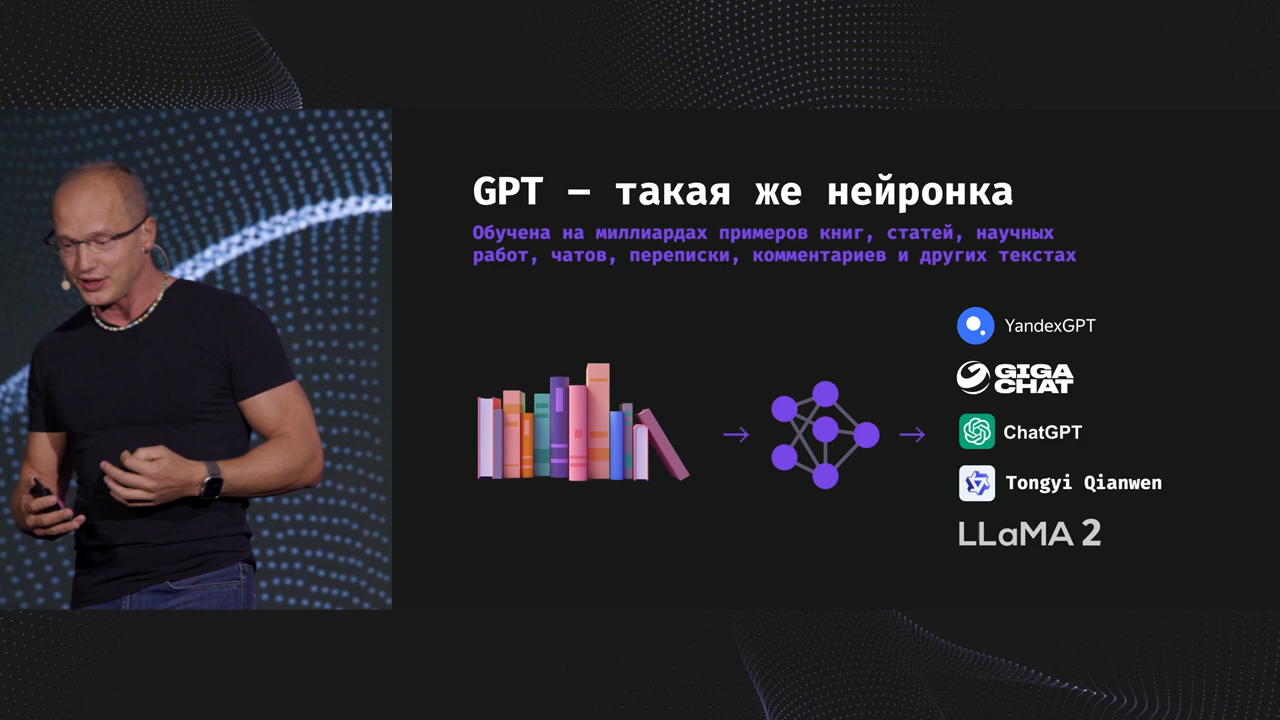 GPT — такая же нейронка
Обучена на миллиардах примеров книг, статей, научных
работ, чатов, переписки, комментариев и других текстах
YandexGPT
GIGA
CHAT
ChatGPT
Tongyi Qianwen
LLaMA 2